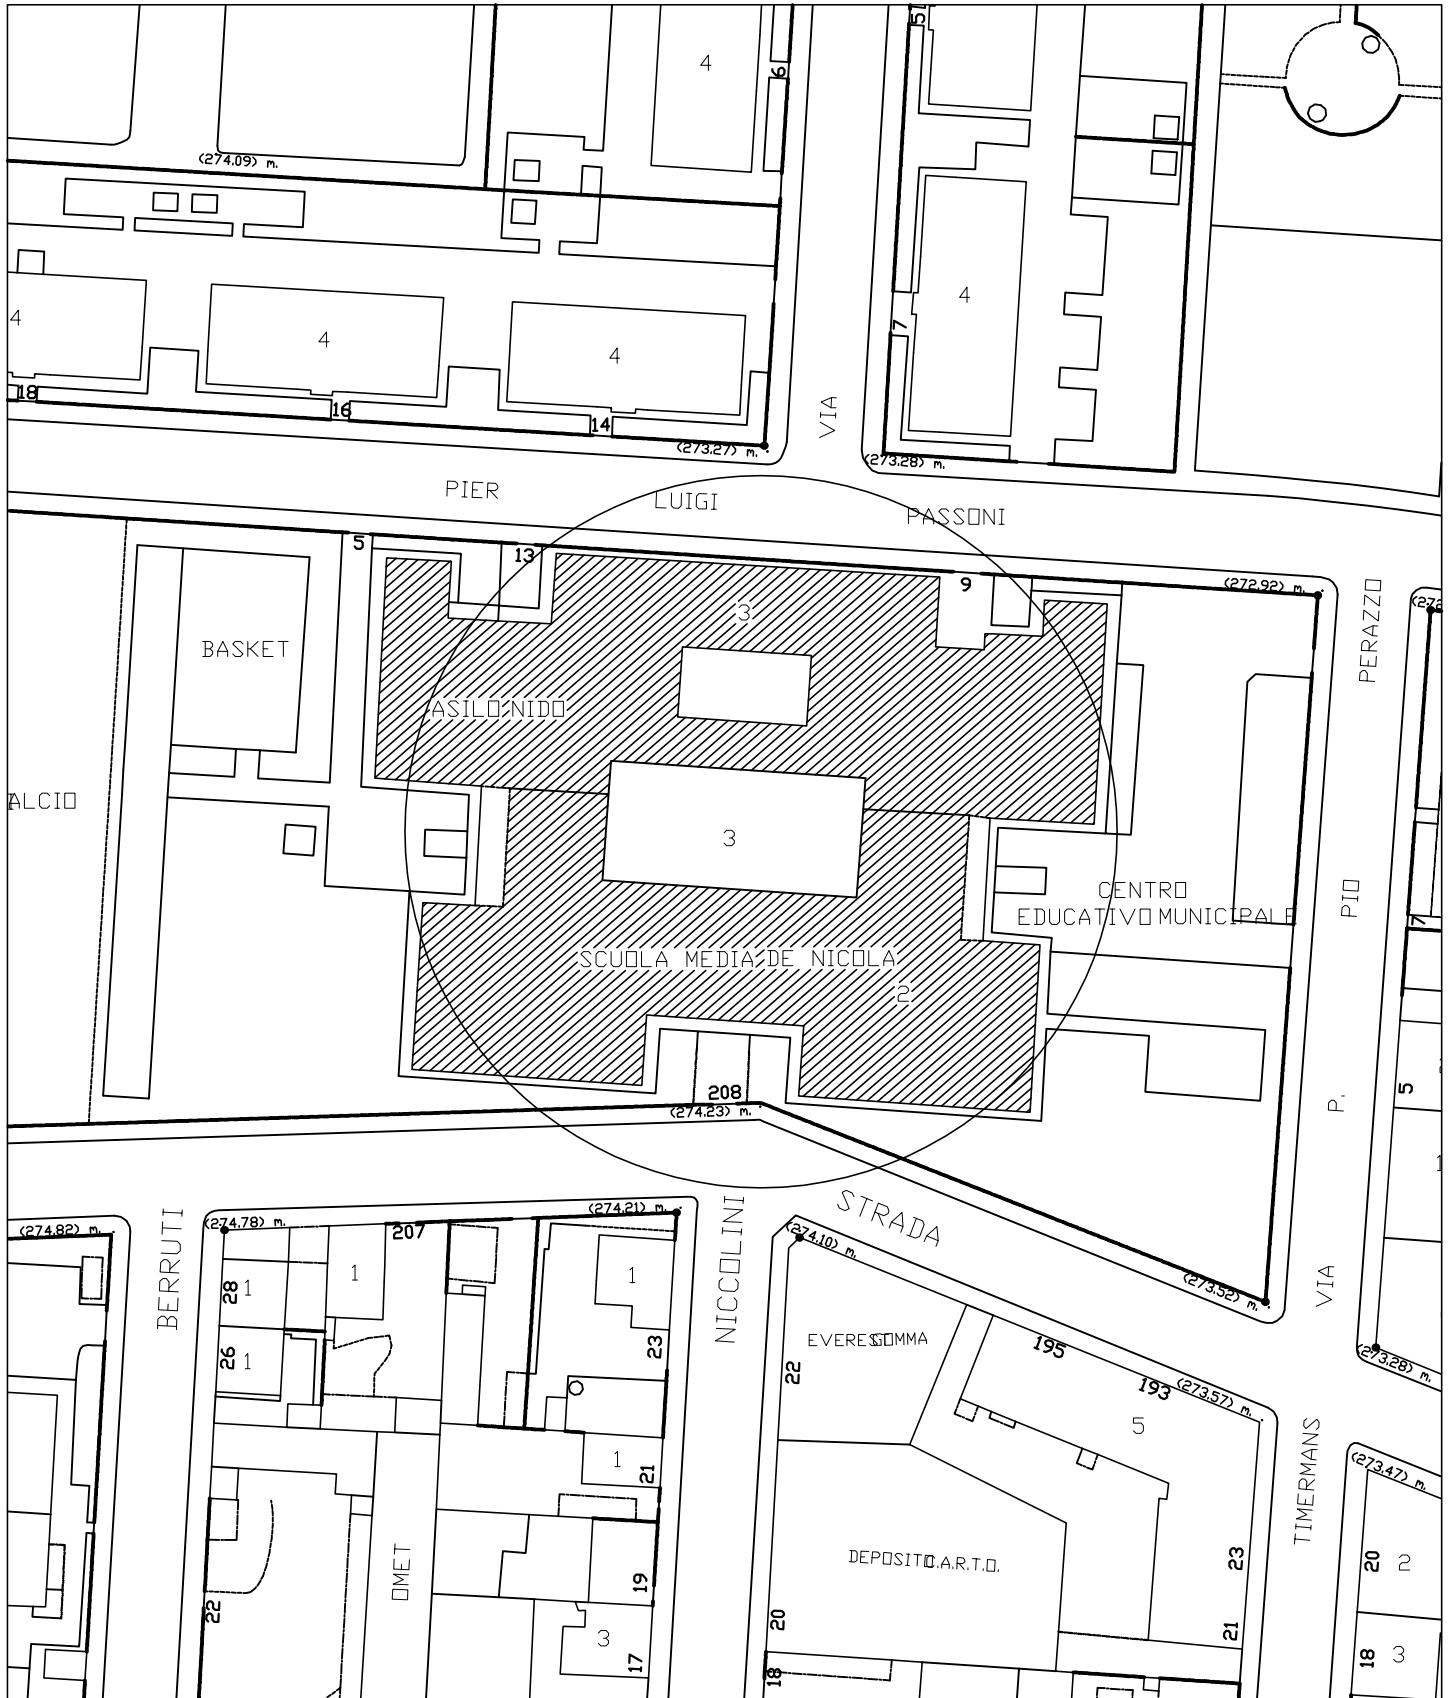 4
6
5
(274.09) m.
4
4
4
4
7
18
16
14
(273.27) m.
VIA
(273.28) m.
PIER LUIGI PASSONI
5
13
9
(272.92) m.
PERAZZO
3
BASKET
ASILO NIDO
ALCIO
3
CENTRO
EDUCATIVO MUNICIPALE
PIO
7
SCUOLA MEDIA DE NICOLA
2
208
(274.23) m.
5
P.
(274.82) m.
BERRUTI
(274.78) m.
207
(274.21) m.
NICCOLINI
STRADA
(274.10) m.
(273.52) m.
VIA
28
1
1
1
26
1
23
EVEREST GOMMA
22
195
193
(273.57) m.
(273.28) m.
5
TIMERMANS
(273.47) m.
1
21
OMET
DEPOSITO C.A.R.T.O.
22
19
3
17
20
18
23
21
20
2
18
3